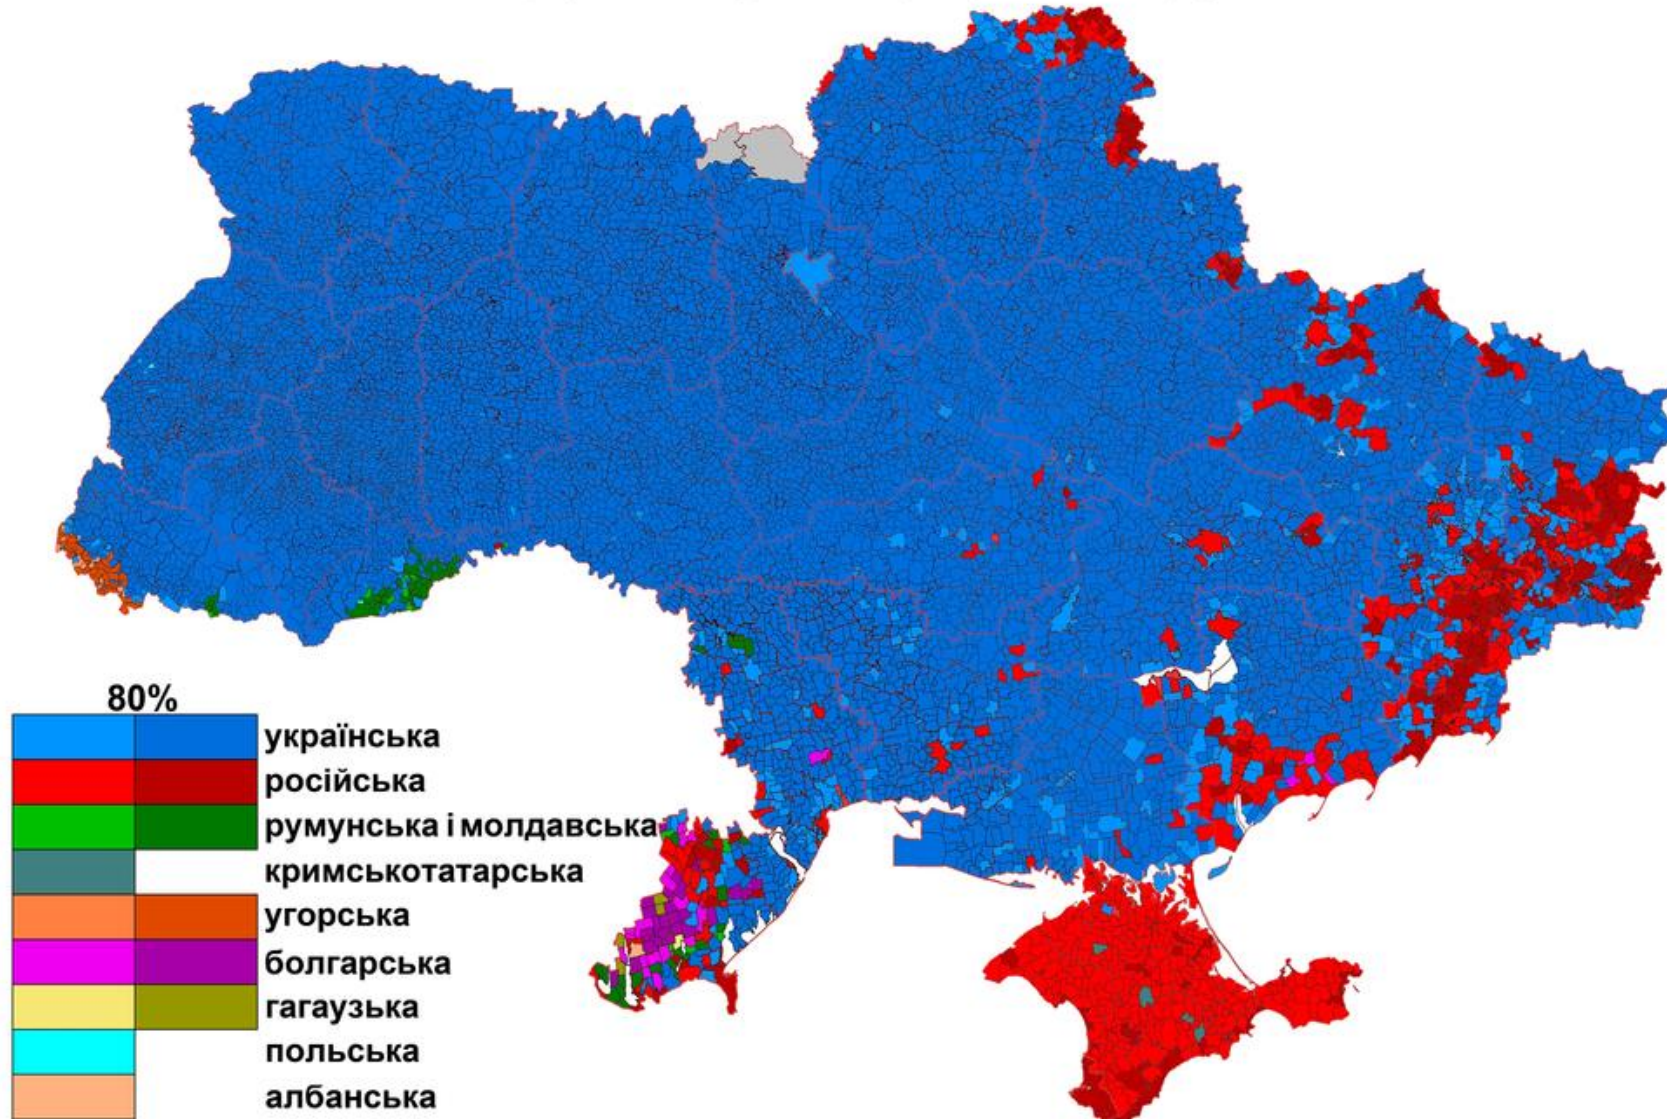 80%
українська
російська
румунська і молдавська
кримськотатарська
угорська
болгарська
гагаузька
польська
албанська